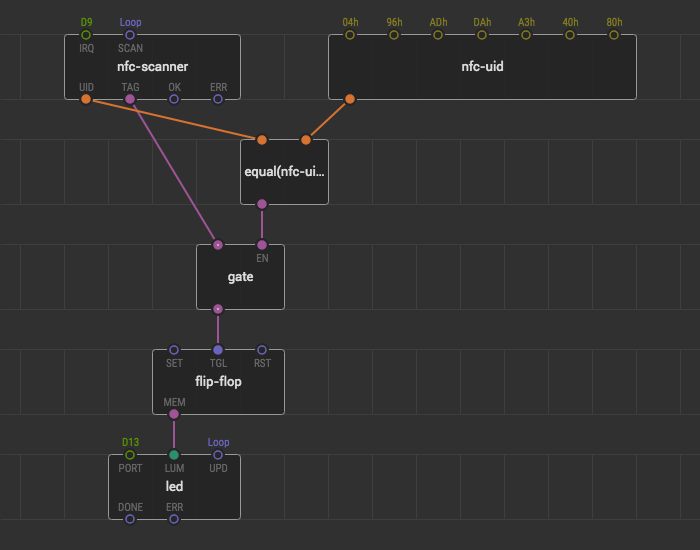 D9 Loop 04h 96h ADh DAh A3h 40h 80h
IRQ SCAN
nfc-scanner nfc-uid
UID TAG OK ERR
equal(nfc-ui...
EN
gate
SET TGL RST
flip-flop
MEM
D13 Loop
PORT LUM UPD
led
DONE ERR